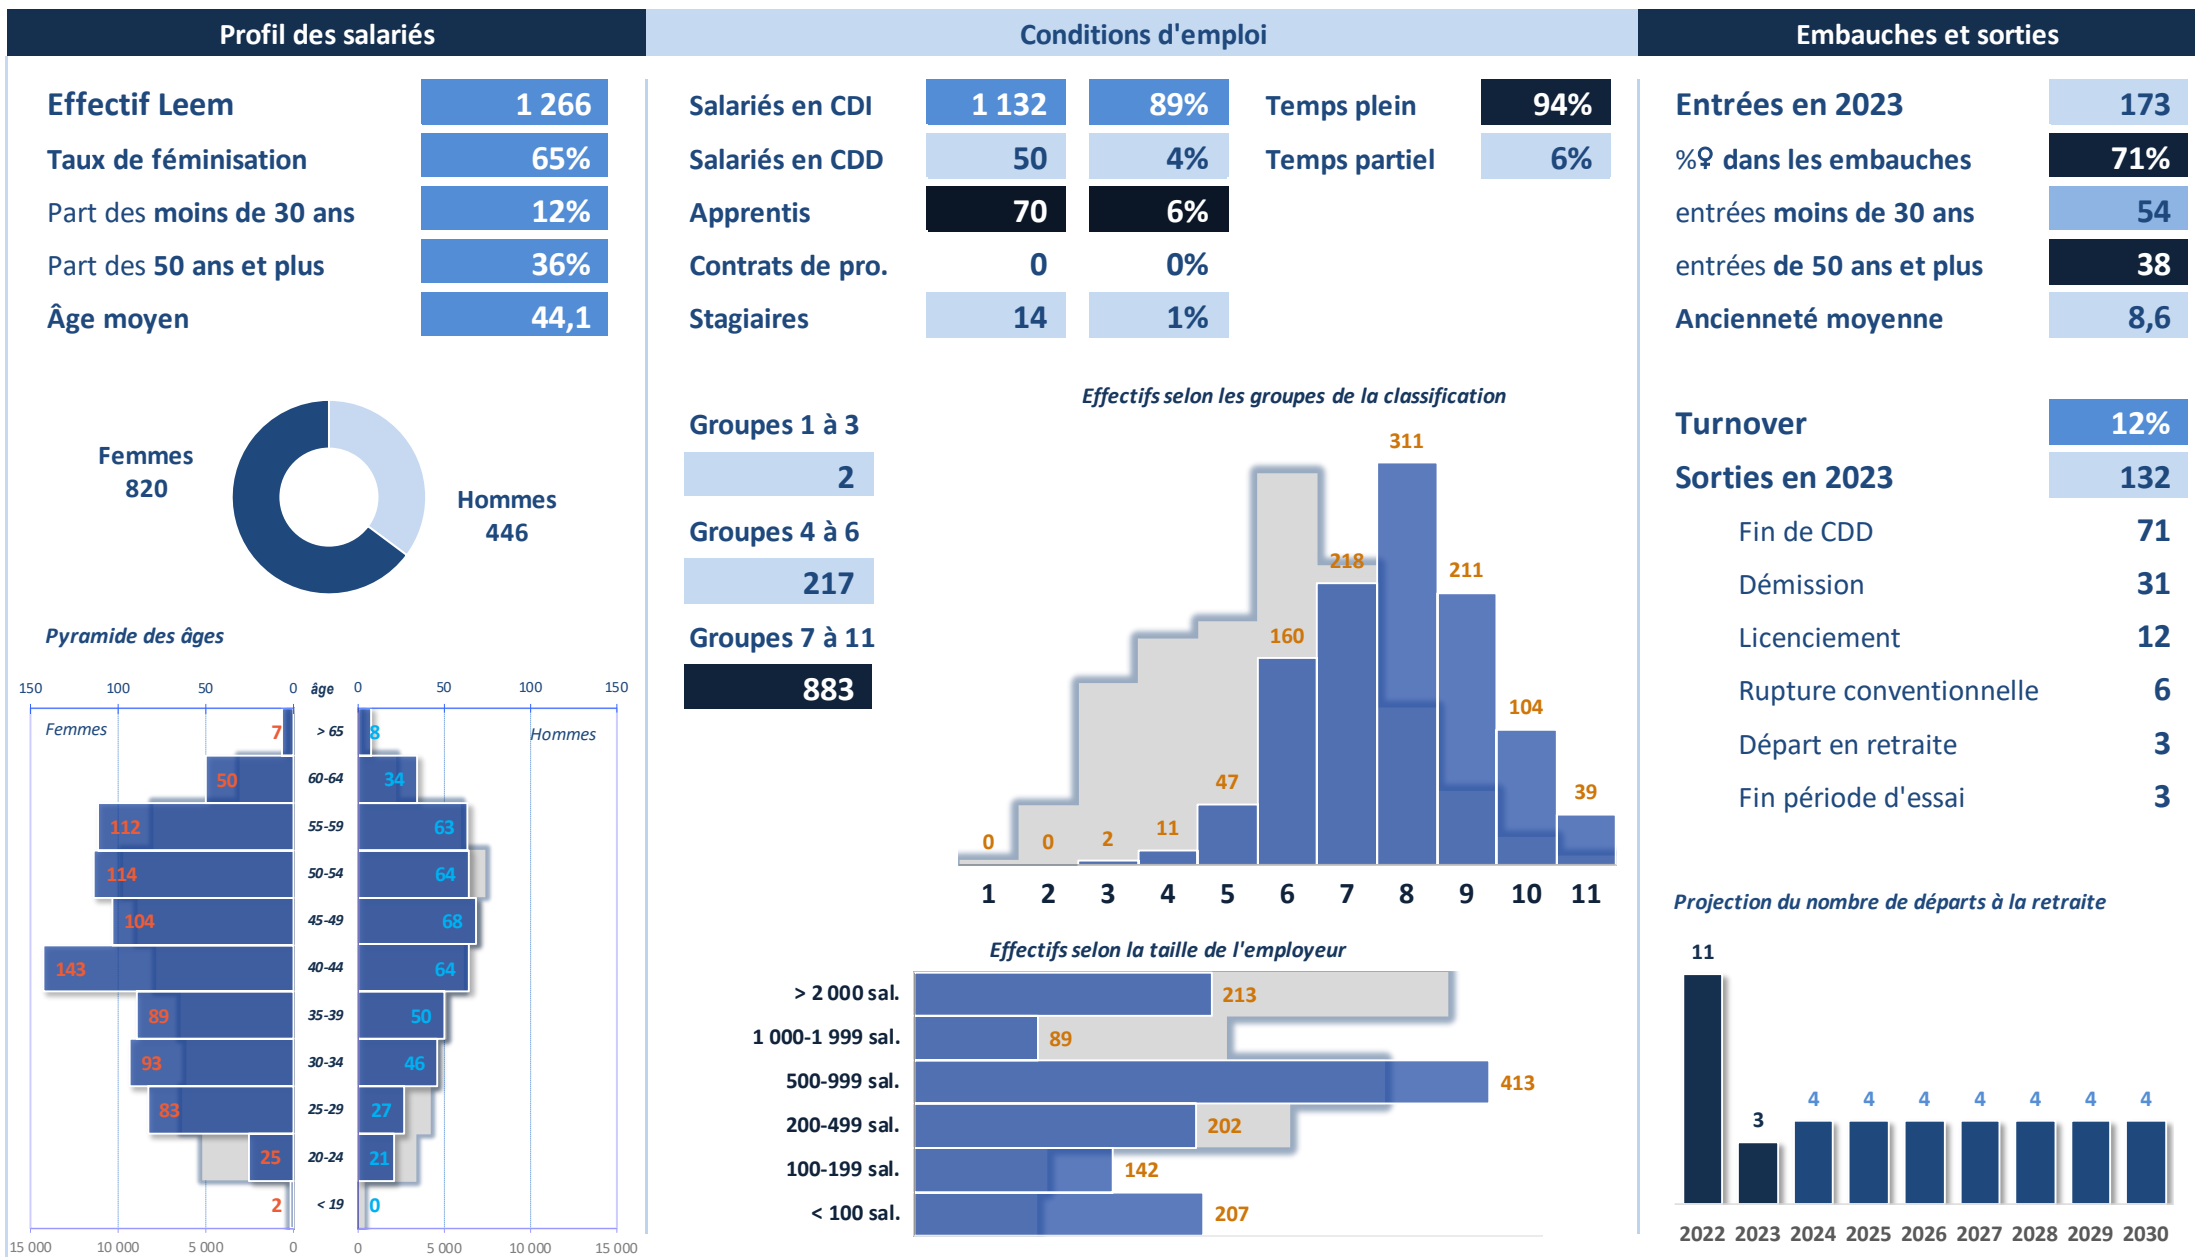 Profil des salariés
Effectif Leem 1 266
Taux de féminisation 65%
Part des moins de 30 ans 12%
Part des 50 ans et plus 36%
Âge moyen 44,1
Femmes
820
Hommes
446
Pyramide des âges
150 100 50 0 âge 0 50 100 150
Femmes Hommes
7 > 65 8
50 60-64 34
112 55-59 63
114 50-54 64
104 45-49 68
143 40-44 64
89 35-39 50
93 30-34 46
83 25-29 27
25 20-24 21
2 < 19 0
15 000 10 000 5 000 0 0 5 000 10 000 15 000
Conditions d'emploi
Salariés en CDI 1 132 89% Temps plein 94%
Salariés en CDD 50 4% Temps partiel 6%
Apprentis 70 6%
Contrats de pro. 0 0%
Stagiaires 14 1%
Groupes 1 à 3
2
Groupes 4 à 6
217
Groupes 7 à 11
883
Effectifs selon les groupes de la classification
0 0 2 11 47 160 218 311 211 104 39
1 2 3 4 5 6 7 8 9 10 11
Effectifs selon la taille de l'employeur
> 2 000 sal. 213
1 000-1 999 sal. 89
500-999 sal. 413
200-499 sal. 202
100-199 sal. 142
< 100 sal. 207
Embauches et sorties
Entrées en 2023 173
%♀ dans les embauches 71%
entrées moins de 30 ans 54
entrées de 50 ans et plus 38
Ancienneté moyenne 8,6
Turnover 12%
Sorties en 2023 132
Fin de CDD 71
Démission 31
Licenciement 12
Rupture conventionnelle 6
Départ en retraite 3
Fin période d'essai 3
Projection du nombre de départs à la retraite
11 3 4 4 4 4 4 4 4
2022 2023 2024 2025 2026 2027 2028 2029 2030